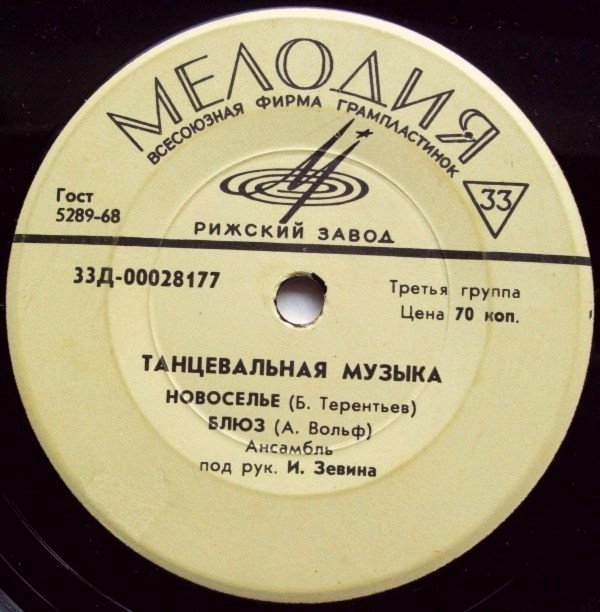 МЕЛОДИЯ
ВСЕСОЮЗНАЯ ФИРМА ГРАМПЛАСТИНОК
33
Гост
5289-68
РИЖСКИЙ ЗАВОД
33Д-00028177
Третья группа
Цена 70 коп.
ТАНЦЕВАЛЬНАЯ МУЗЫКА
НОВОСЕЛЬЕ (Б. Терентьев)
БЛЮЗ (А. Вольф)
Ансамбль
под рук. И. Зевина